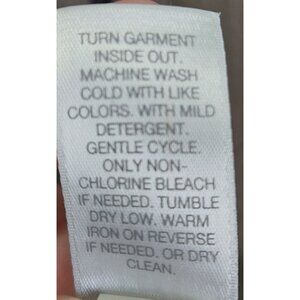 TURN GARMENT
INSIDE OUT.
MACHINE WASH
COLD WITH LIKE
COLORS. WITH MILD
DETERGENT.
GENTLE CYCLE.
ONLY NON-
CHLORINE BLEACH
IF NEEDED. TUMBLE
DRY LOW. WARM
IRON ON REVERSE
IF NEEDED. OR DRY
CLEAN.